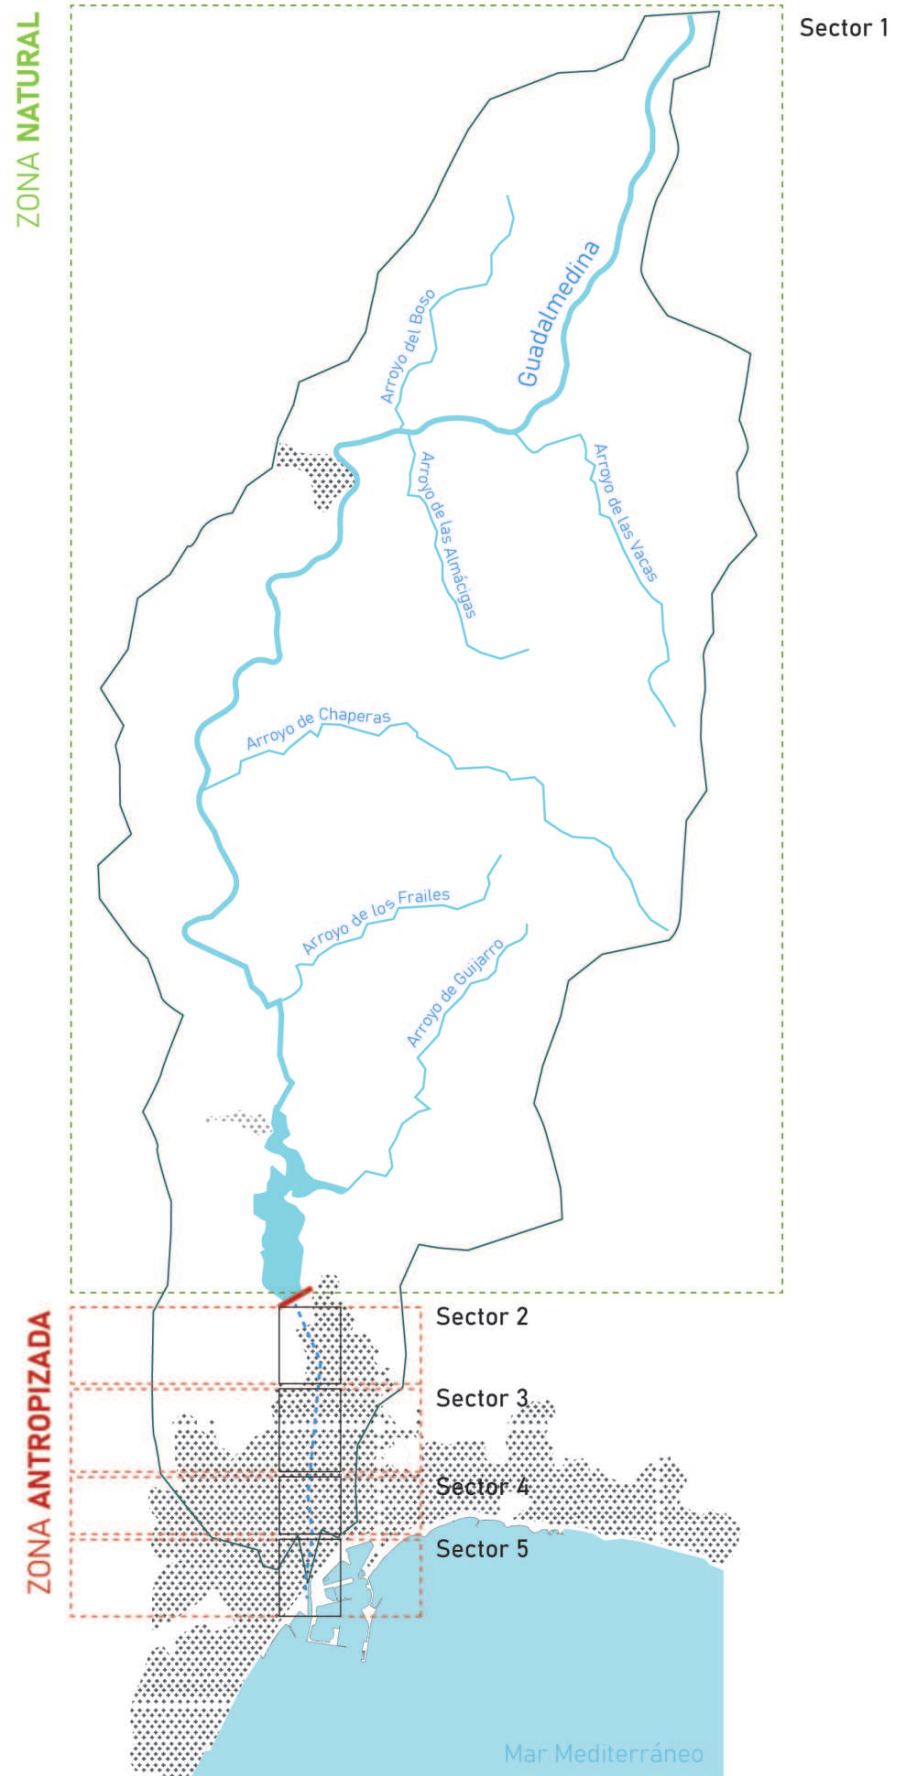 ZONA NATURAL
Sector 1
Guadalmedina
Arroyo del Boso
Arroyo de las Almácigas
Arroyo de las Vacas
Arroyo de Chaperas
Arroyo de los Frailes
Arroyo de Guijarro
ZONA ANTROPIZADA
Sector 2
Sector 3
Sector 4
Sector 5
Mar Mediterráneo